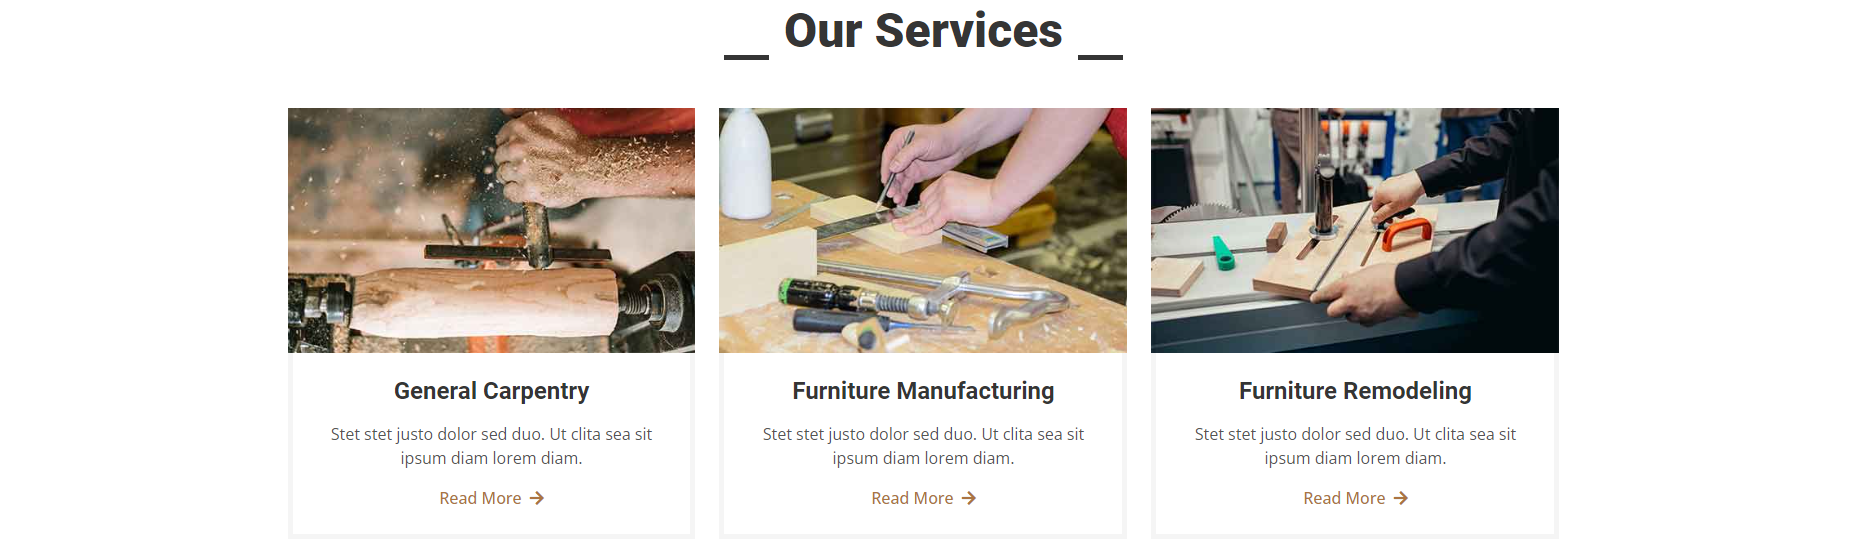 Our Services
General Carpentry
Stet stet justo dolor sed duo. Ut clita sea sit
ipsum diam lorem diam.
Read More
Furniture Manufacturing
Stet stet justo dolor sed duo. Ut clita sea sit
ipsum diam lorem diam.
Read More
Furniture Remodeling
Stet stet justo dolor sed duo. Ut clita sea sit
ipsum diam lorem diam.
Read More